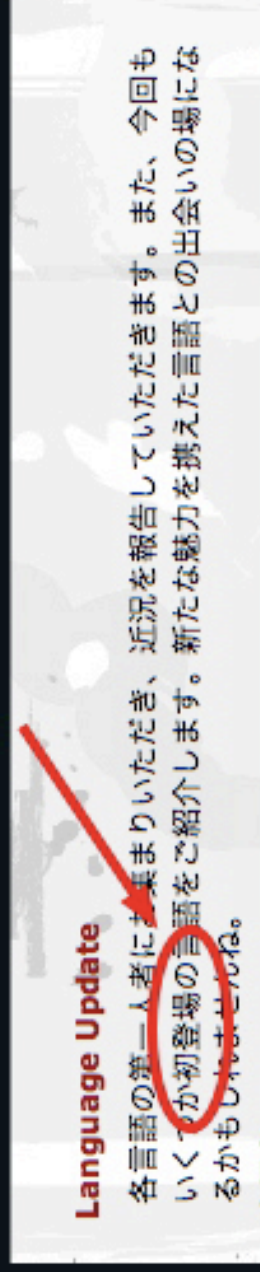 Language Update
各言語の第一人者にお集まりいただき、近況を報告していただきます。また、今回も
いくつか初登場の言語をご紹介します。新たな魅力を携えた言語との出会いの場にな
るかもしれませんね。